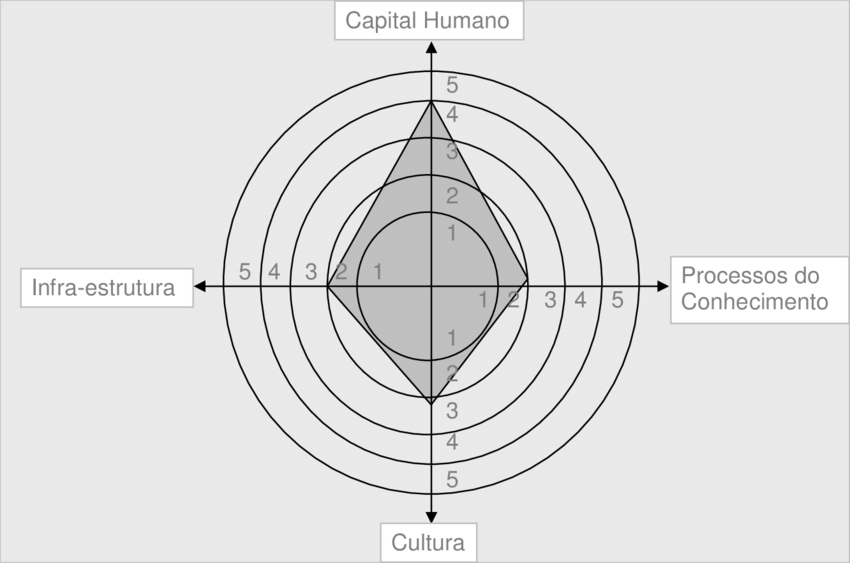 Capital Humano
5
4
3
2
1
5 4 3 2 1
Infra-estrutura
Processos do
Conhecimento
1 2 3 4 5
1
2
3
4
5
Cultura